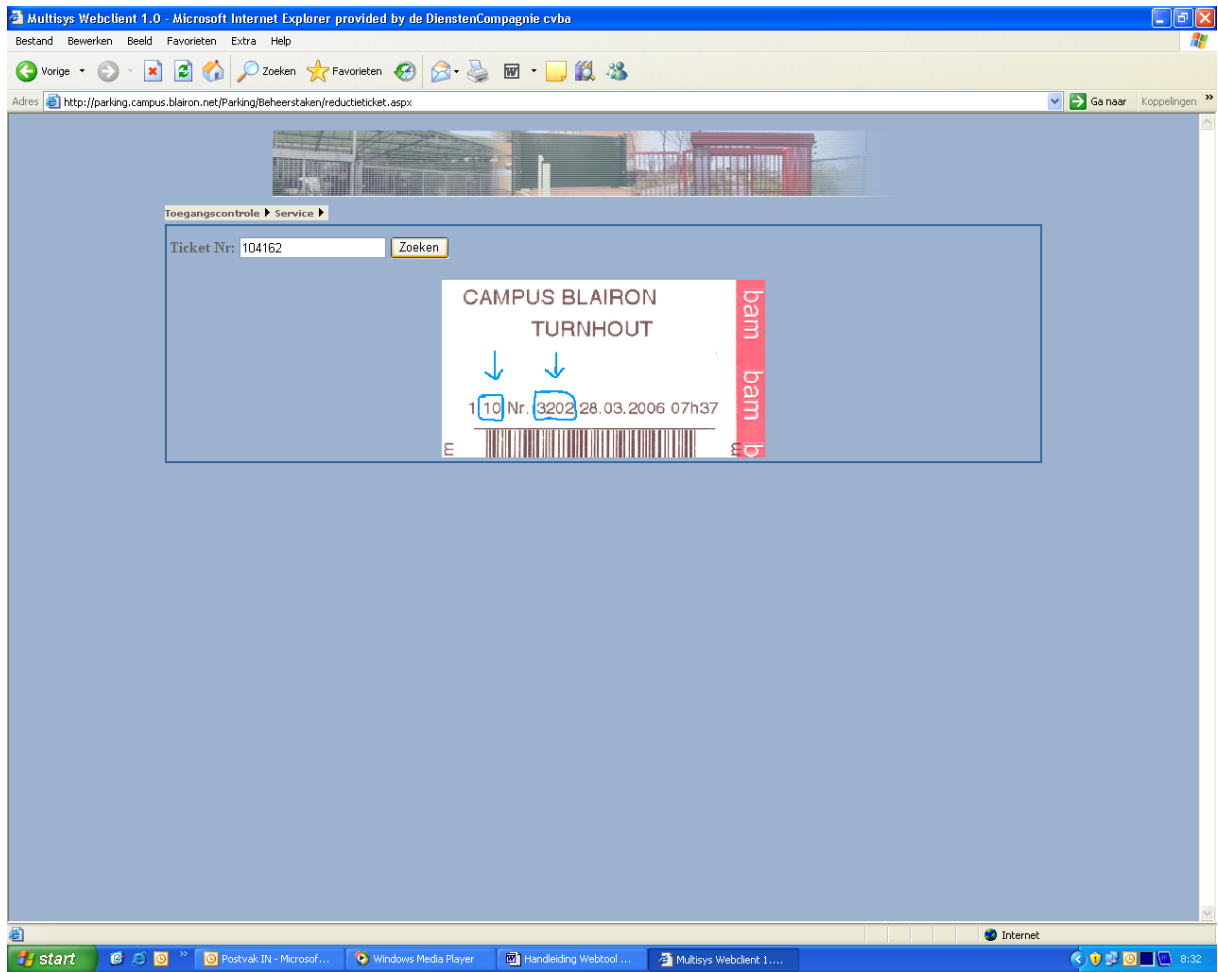 Multisys Webclient 1.0 - Microsoft Internet Explorer provided by de DienstenCompagnie cvba
Bestand Bewerken Beeld Favorieten Extra Help
Vorige Zoeken Favorieten
Adres http://parking.campus.blairon.net/Parking/Beheerstaken/reductieticket.aspx Ga naar Koppelingen »
Toegangscontrole Service
Ticket Nr: 104162 Zoeken
CAMPUS BLAIRON
TURNHOUT
1 10 Nr. 3202 28.03.2006 07h37
bam bam b
m m
Internet
start » Postvak IN - Microsof... Windows Media Player Handleiding Webtool ... Multisys Webclient 1.... 8:32